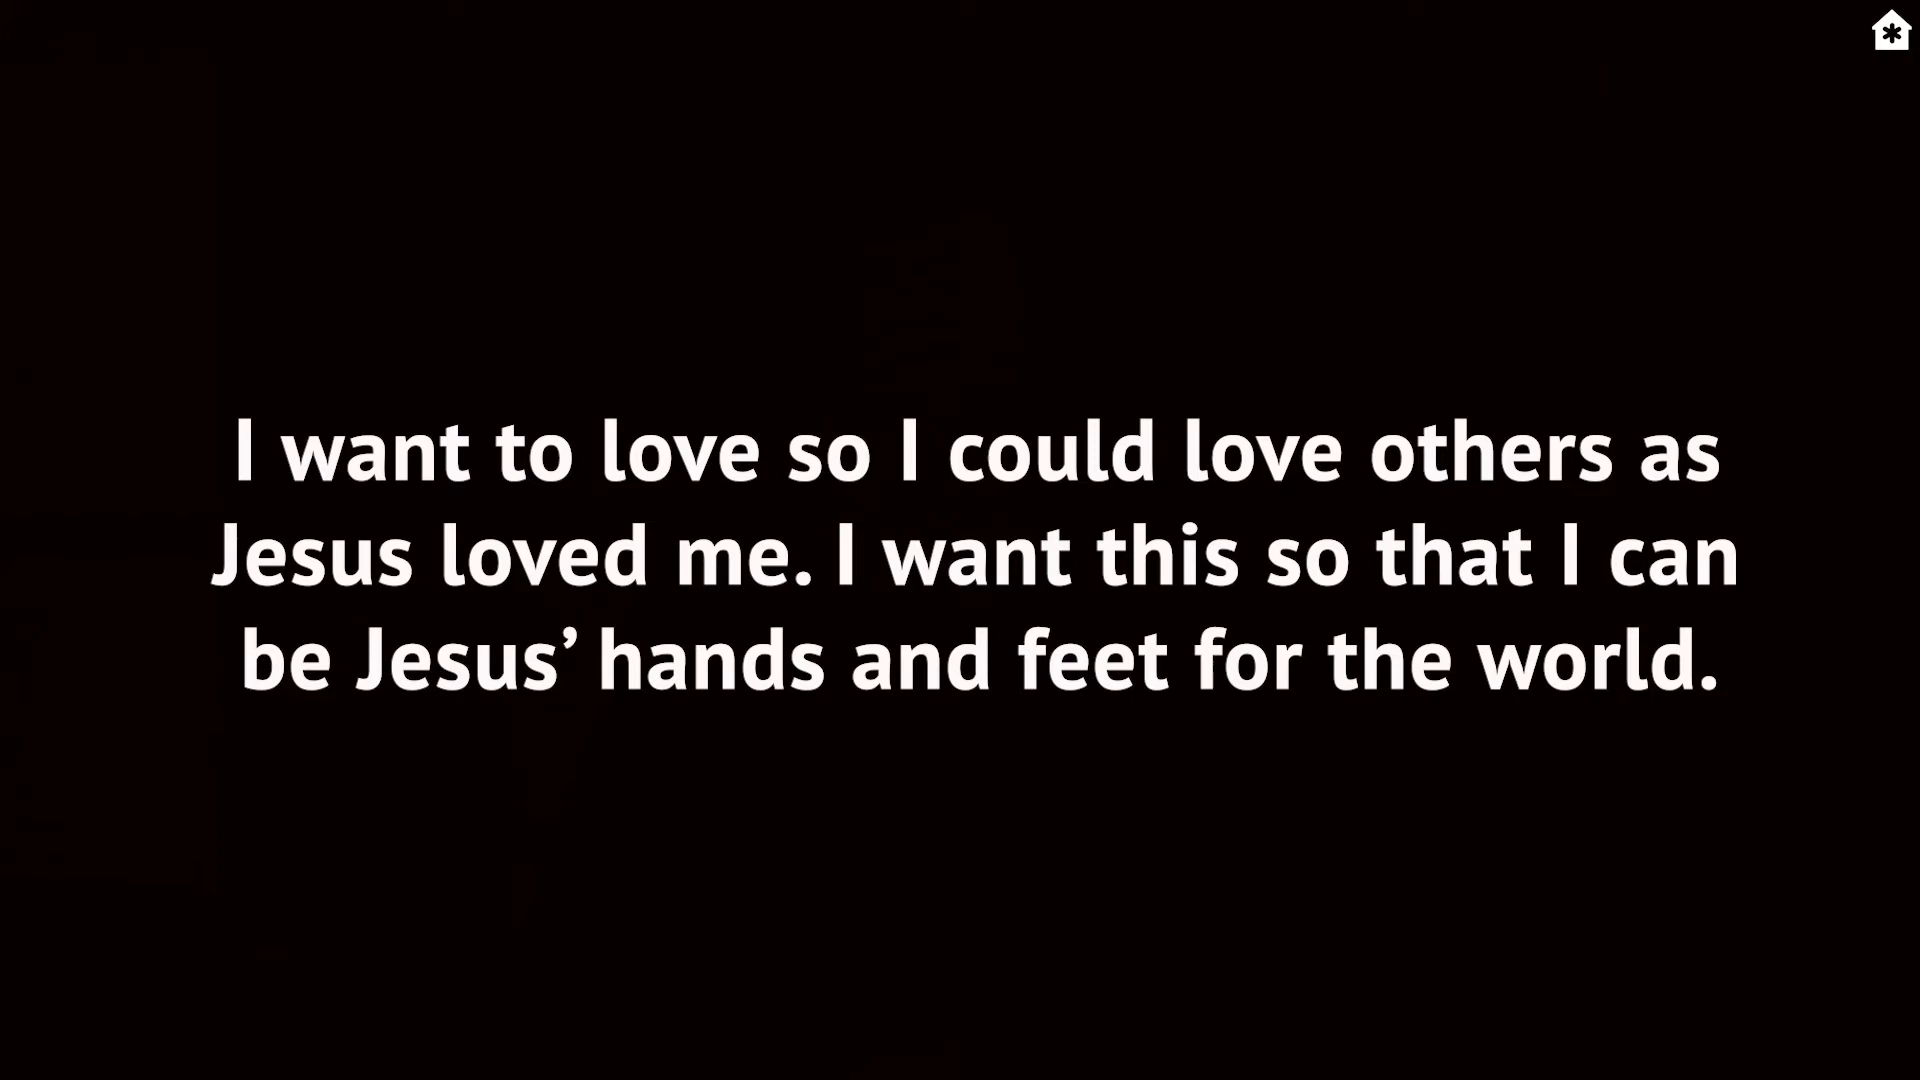 I want to love so I could love others as
Jesus loved me. I want this so that I can
be Jesus’ hands and feet for the world.